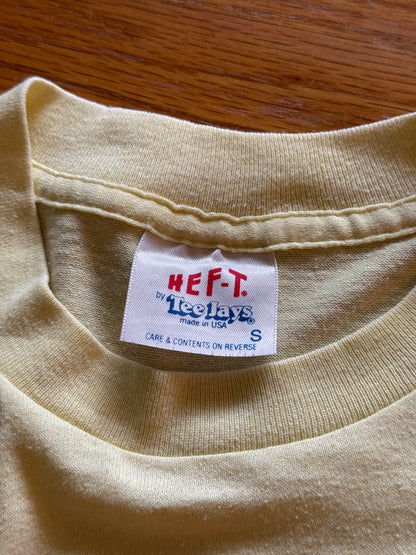 HEF-T®
by Tee Jays®
made in USA
S
CARE & CONTENTS ON REVERSE